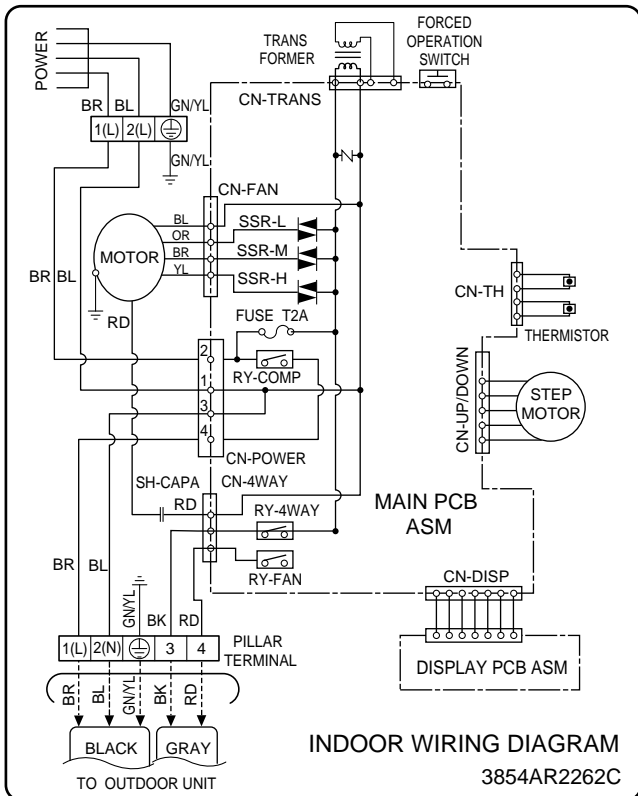 POWER
TRANS
FORMER
FORCED
OPERATION
SWITCH
CN-TRANS
BR BL GN/YL
1(L) 2(L)
GN/YL
CN-FAN
BL
OR
BR
YL
SSR-L
SSR-M
SSR-H
MOTOR
BR BL
RD
FUSE T2A
CN-TH
THERMISTOR
2
1
3
4
RY-COMP
CN-POWER
CN-UP/DOWN
STEP
MOTOR
SH-CAPA CN-4WAY
RD
RY-4WAY
RY-FAN
MAIN PCB
ASM
BR BL GN/YL BK RD
CN-DISP
1(L) 2(N) 3 4
PILLAR
TERMINAL
DISPLAY PCB ASM
BR BL GN/YL BK RD
BLACK GRAY
TO OUTDOOR UNIT
INDOOR WIRING DIAGRAM
3854AR2262C